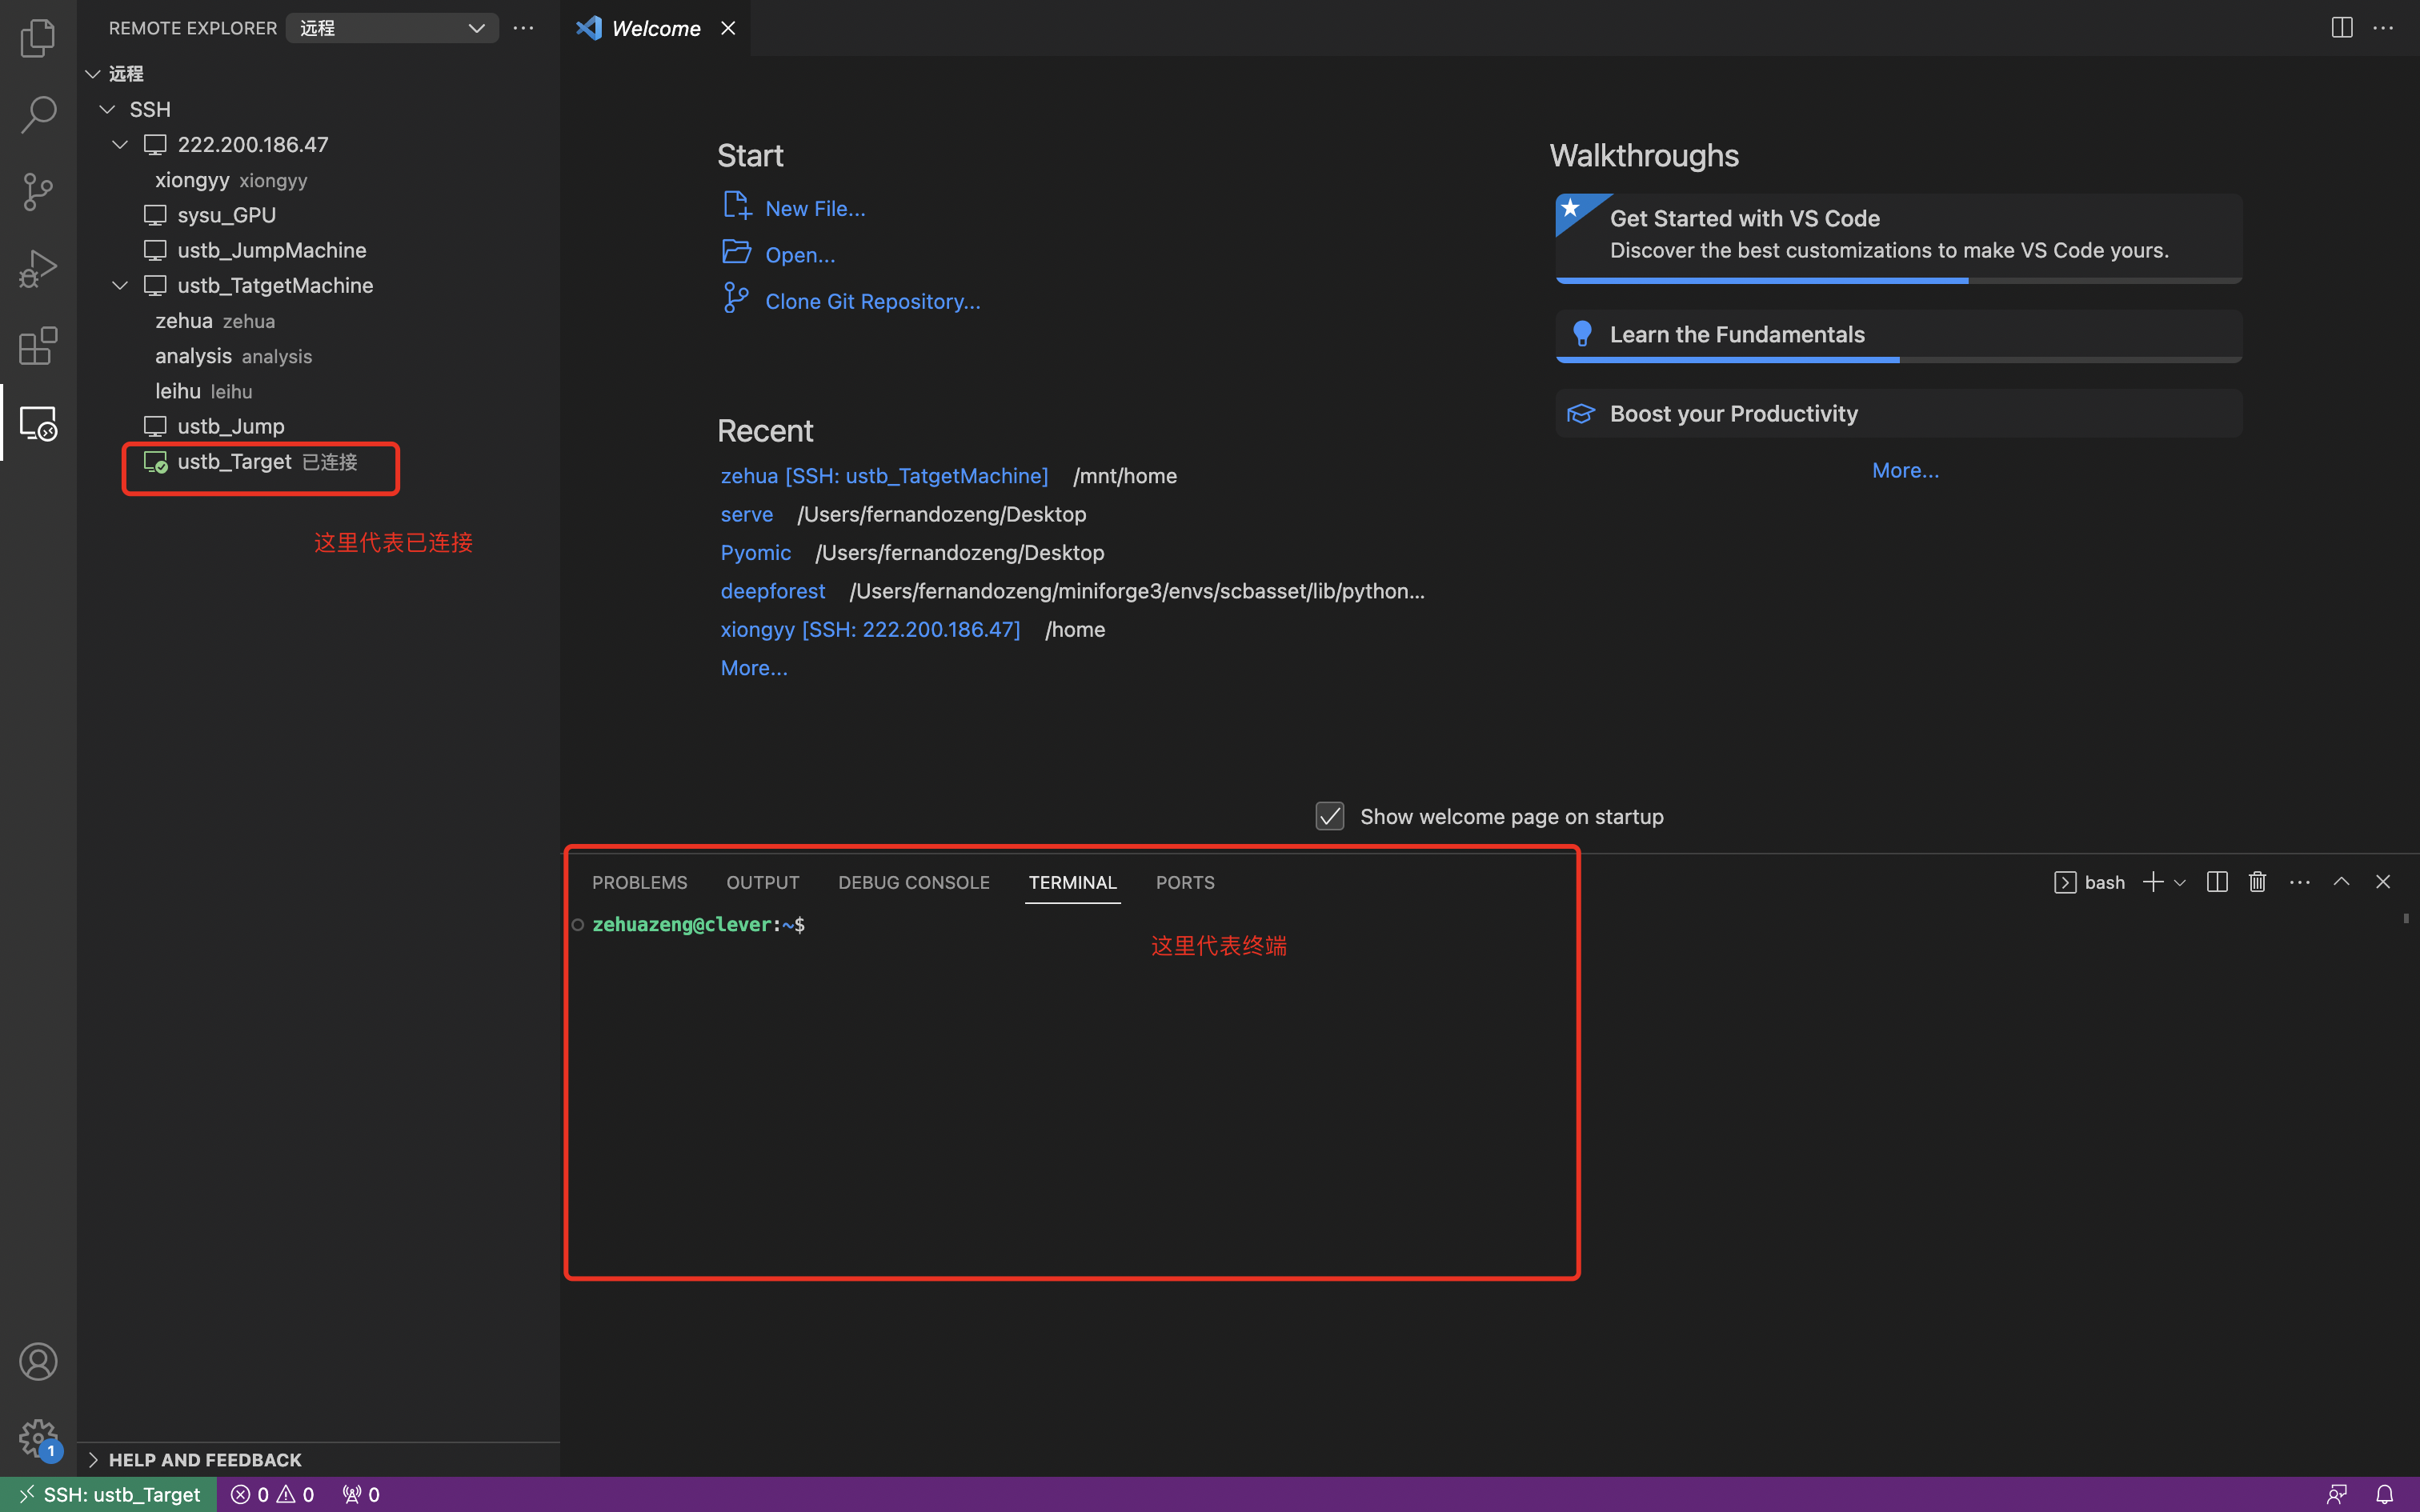 REMOTE EXPLORER 远程
远程
SSH
222.200.186.47
xiongyy xiongyy
sysu_GPU
ustb_JumpMachine
ustb_TatgetMachine
zehua zehua
analysis analysis
leihu leihu
ustb_Jump
ustb_Target 已连接
这里代表已连接
HELP AND FEEDBACK
Welcome
Start
New File...
Open...
Clone Git Repository...
Recent
zehua [SSH: ustb_TatgetMachine] /mnt/home
serve /Users/fernandozeng/Desktop
Pyomic /Users/fernandozeng/Desktop
deepforest /Users/fernandozeng/miniforge3/envs/scbasset/lib/python...
xiongyy [SSH: 222.200.186.47] /home
More...
Walkthroughs
Get Started with VS Code
Discover the best customizations to make VS Code yours.
Learn the Fundamentals
Boost your Productivity
More...
Show welcome page on startup
PROBLEMS OUTPUT DEBUG CONSOLE TERMINAL PORTS
bash
zehuazeng@clever:~$
这里代表终端
1
SSH: ustb_Target 0 0 0